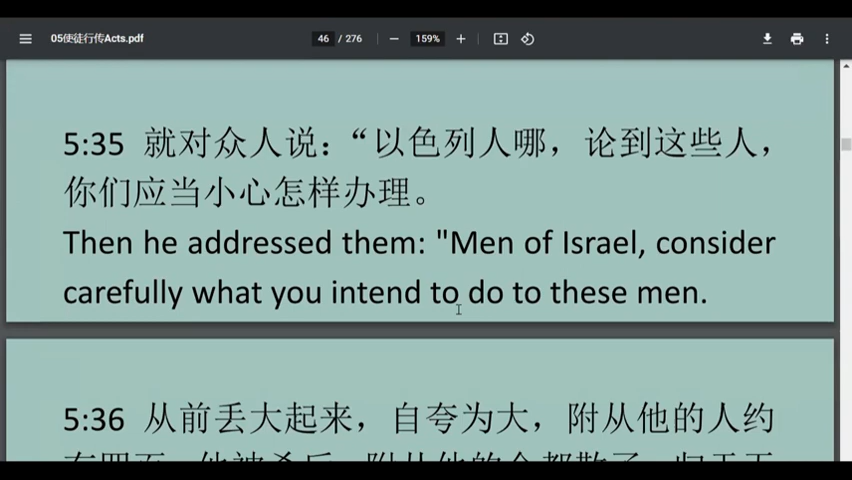 05使徒行传Acts.pdf 46 / 276 159%
5:35 就对众人说：“以色列人哪，论到这些人，
你们应当小心怎样办理。
Then he addressed them: "Men of Israel, consider
carefully what you intend to do to these men.
5:36 从前丢大起来，自夸为大，附从他的人约